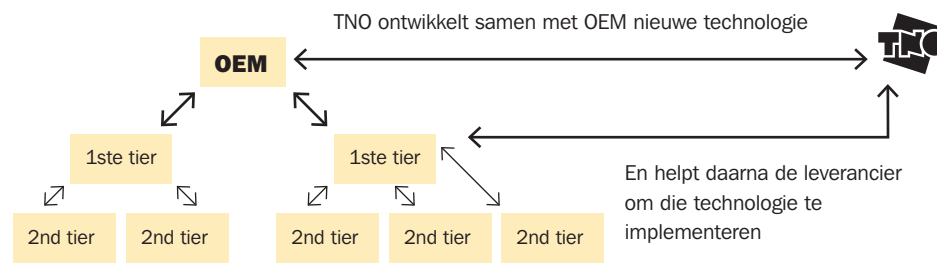 TNO ontwikkelt samen met OEM nieuwe technologie
TNO
OEM
1ste tier
1ste tier
En helpt daarna de leverancier
om die technologie te
implementeren
2nd tier
2nd tier
2nd tier
2nd tier
2nd tier